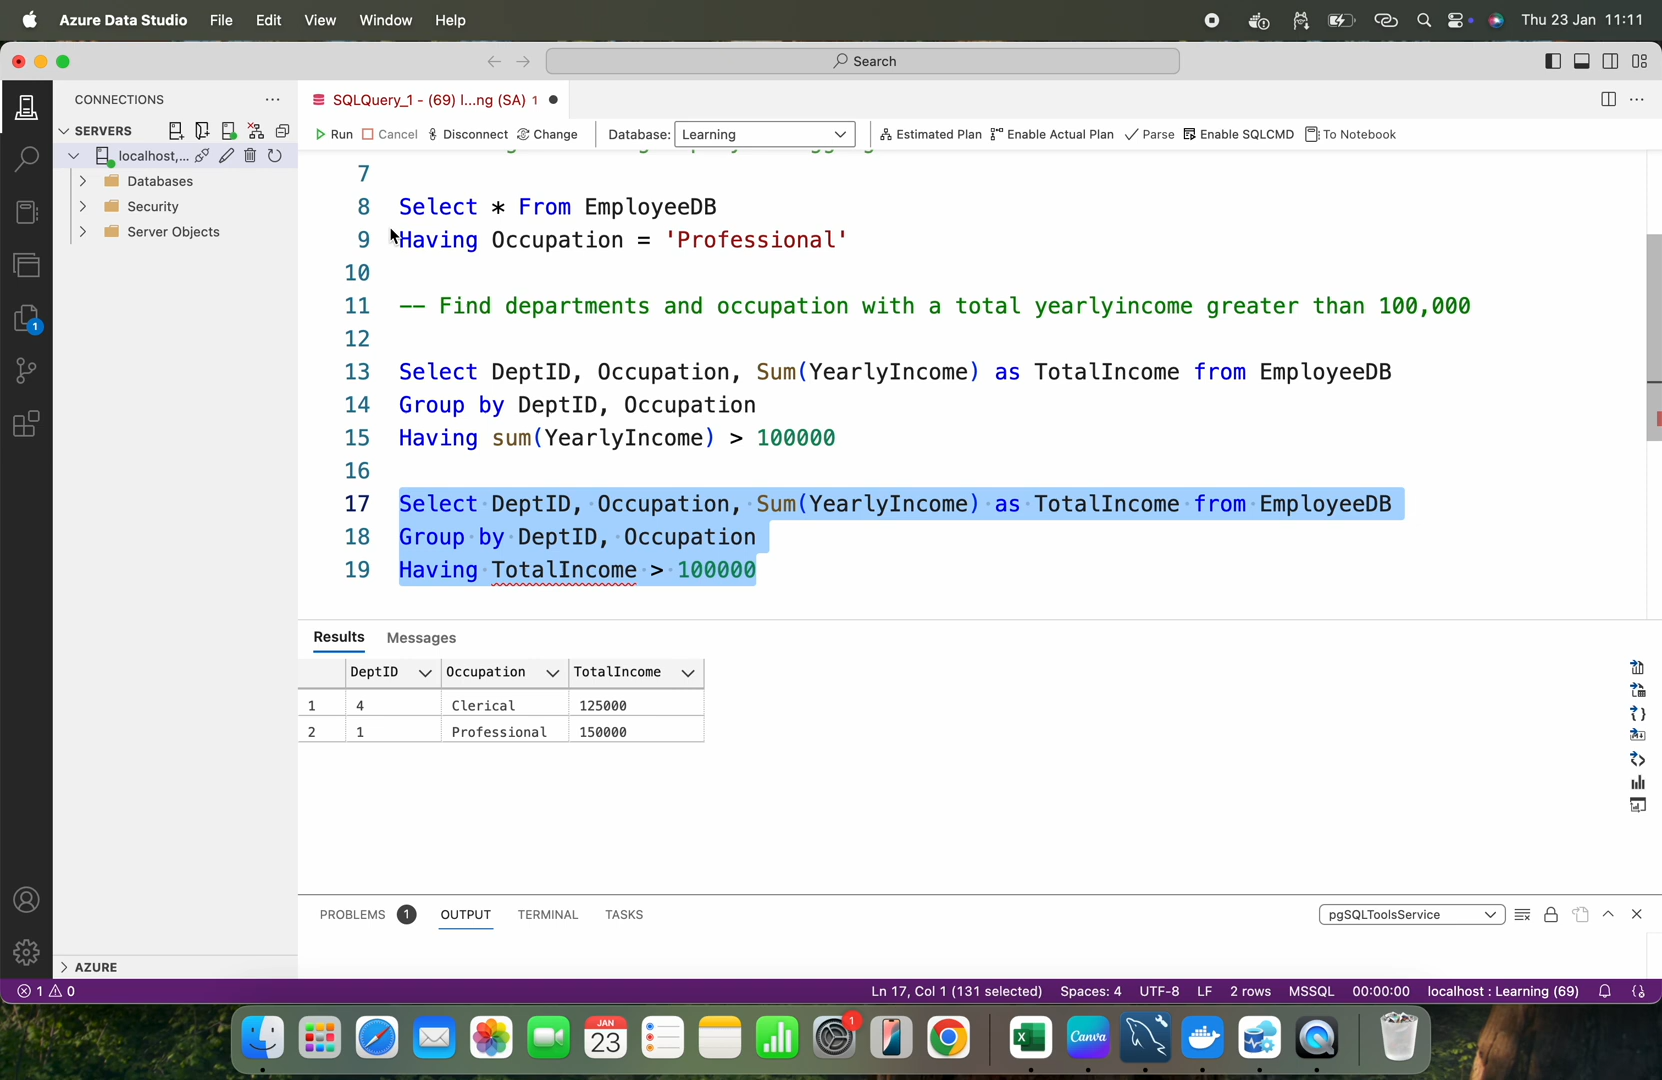 Azure Data Studio File Edit View Window Help Thu 23 Jan 11:11
Search
CONNECTIONS
SQLQuery_1 - (69) l...ng (SA) 1
SERVERS
Run Cancel Disconnect Change Database: Learning Estimated Plan Enable Actual Plan Parse Enable SQLCMD To Notebook
localhost,...
Databases
Security
Server Objects
7
8 Select * From EmployeeDB
9 Having Occupation = 'Professional'
10
11 -- Find departments and occupation with a total yearlyincome greater than 100,000
12
13 Select DeptID, Occupation, Sum(YearlyIncome) as TotalIncome from EmployeeDB
14 Group by DeptID, Occupation
15 Having sum(YearlyIncome) > 100000
16
17 Select DeptID, Occupation, Sum(YearlyIncome) as TotalIncome from EmployeeDB
18 Group by DeptID, Occupation
19 Having TotalIncome > 100000
Results Messages
DeptID Occupation TotalIncome
1 4 Clerical 125000
2 1 Professional 150000
1
PROBLEMS 1 OUTPUT TERMINAL TASKS pgSQLToolsService
AZURE
1 0 Ln 17, Col 1 (131 selected) Spaces: 4 UTF-8 LF 2 rows MSSQL 00:00:00 localhost : Learning (69)
JAN
23
1
Canva